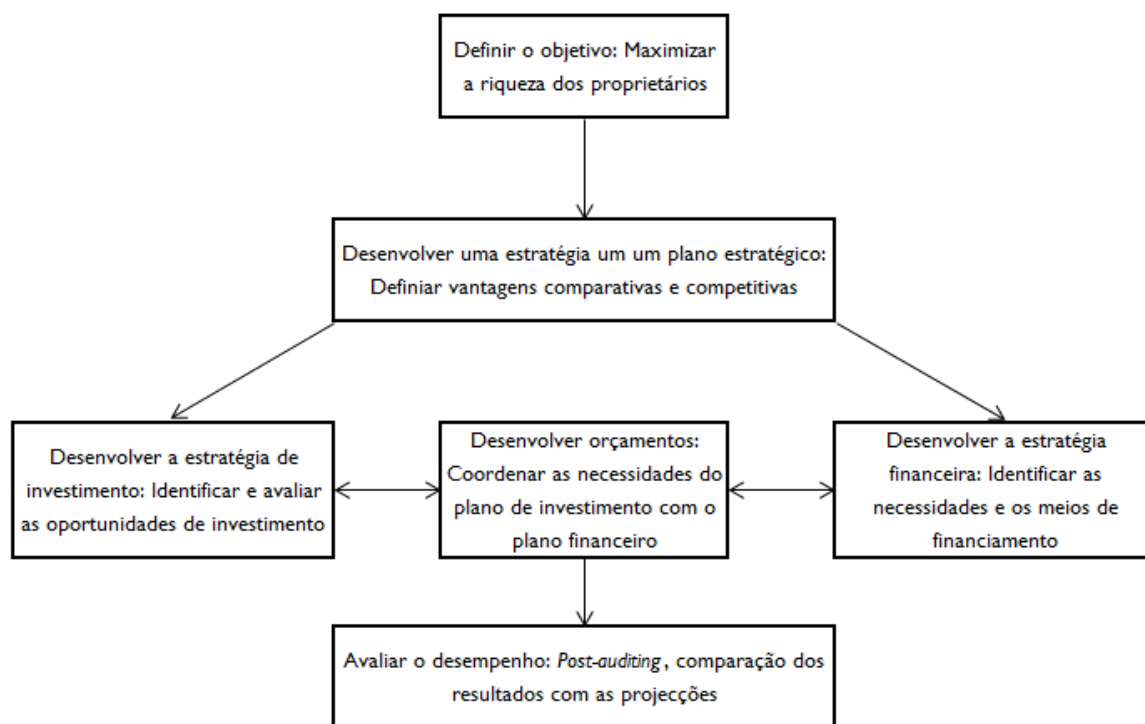 Definir o objetivo: Maximizar
a riqueza dos proprietários
Desenvolver uma estratégia um um plano estratégico:
Definiar vantagens comparativas e competitivas
Desenvolver a estratégia de
investimento: Identificar e avaliar
as oportunidades de investimento
Desenvolver orçamentos:
Coordenar as necessidades do
plano de investimento com o
plano financeiro
Desenvolver a estratégia
financeira: Identificar as
necessidades e os meios de
financiamento
Avaliar o desempenho: Post-auditing, comparação dos
resultados com as projecções